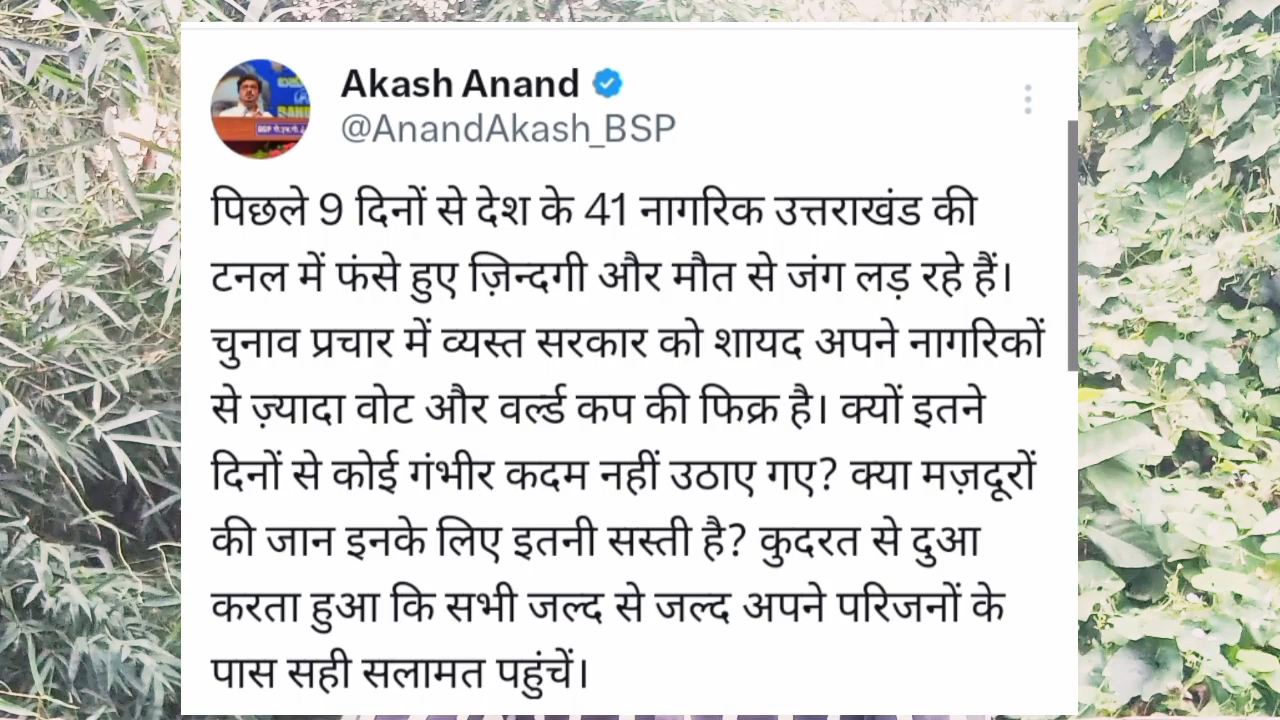 Akash Anand
@AnandAkash_BSP
पिछले 9 दिनों से देश के 41 नागरिक उत्तराखंड की
टनल में फंसे हुए ज़िन्दगी और मौत से जंग लड़ रहे हैं।
चुनाव प्रचार में व्यस्त सरकार को शायद अपने नागरिकों
से ज़्यादा वोट और वर्ल्ड कप की फिक्र है। क्यों इतने
दिनों से कोई गंभीर कदम नहीं उठाए गए? क्या मज़दूरों
की जान इनके लिए इतनी सस्ती है? कुदरत से दुआ
करता हुआ कि सभी जल्द से जल्द अपने परिजनों के
पास सही सलामत पहुंचें।